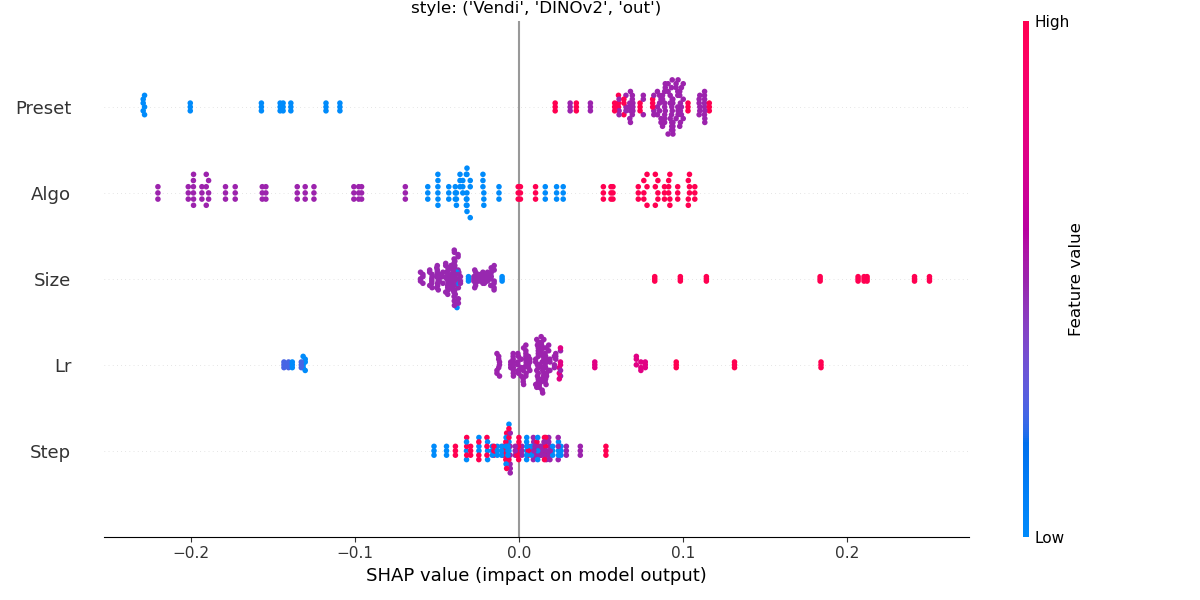 style: ('Vendi', 'DINOv2', 'out')
High
Preset
Algo
Size
Lr
Step
Feature value
Low
−0.2
−0.1
0.0
0.1
0.2
SHAP value (impact on model output)